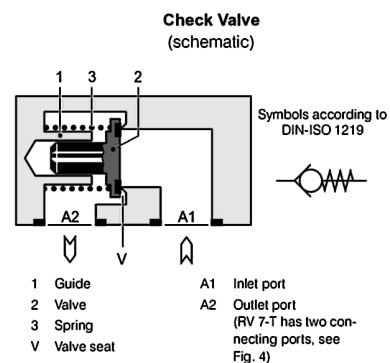 Check Valve
(schematic)
1 3 2
Symbols according to
DIN-ISO 1219
A2 A1
V
1 Guide
2 Valve
3 Spring
V Valve seat
A1 Inlet port
A2 Outlet port
(RV 7-T has two con-
necting ports, see
Fig. 4)